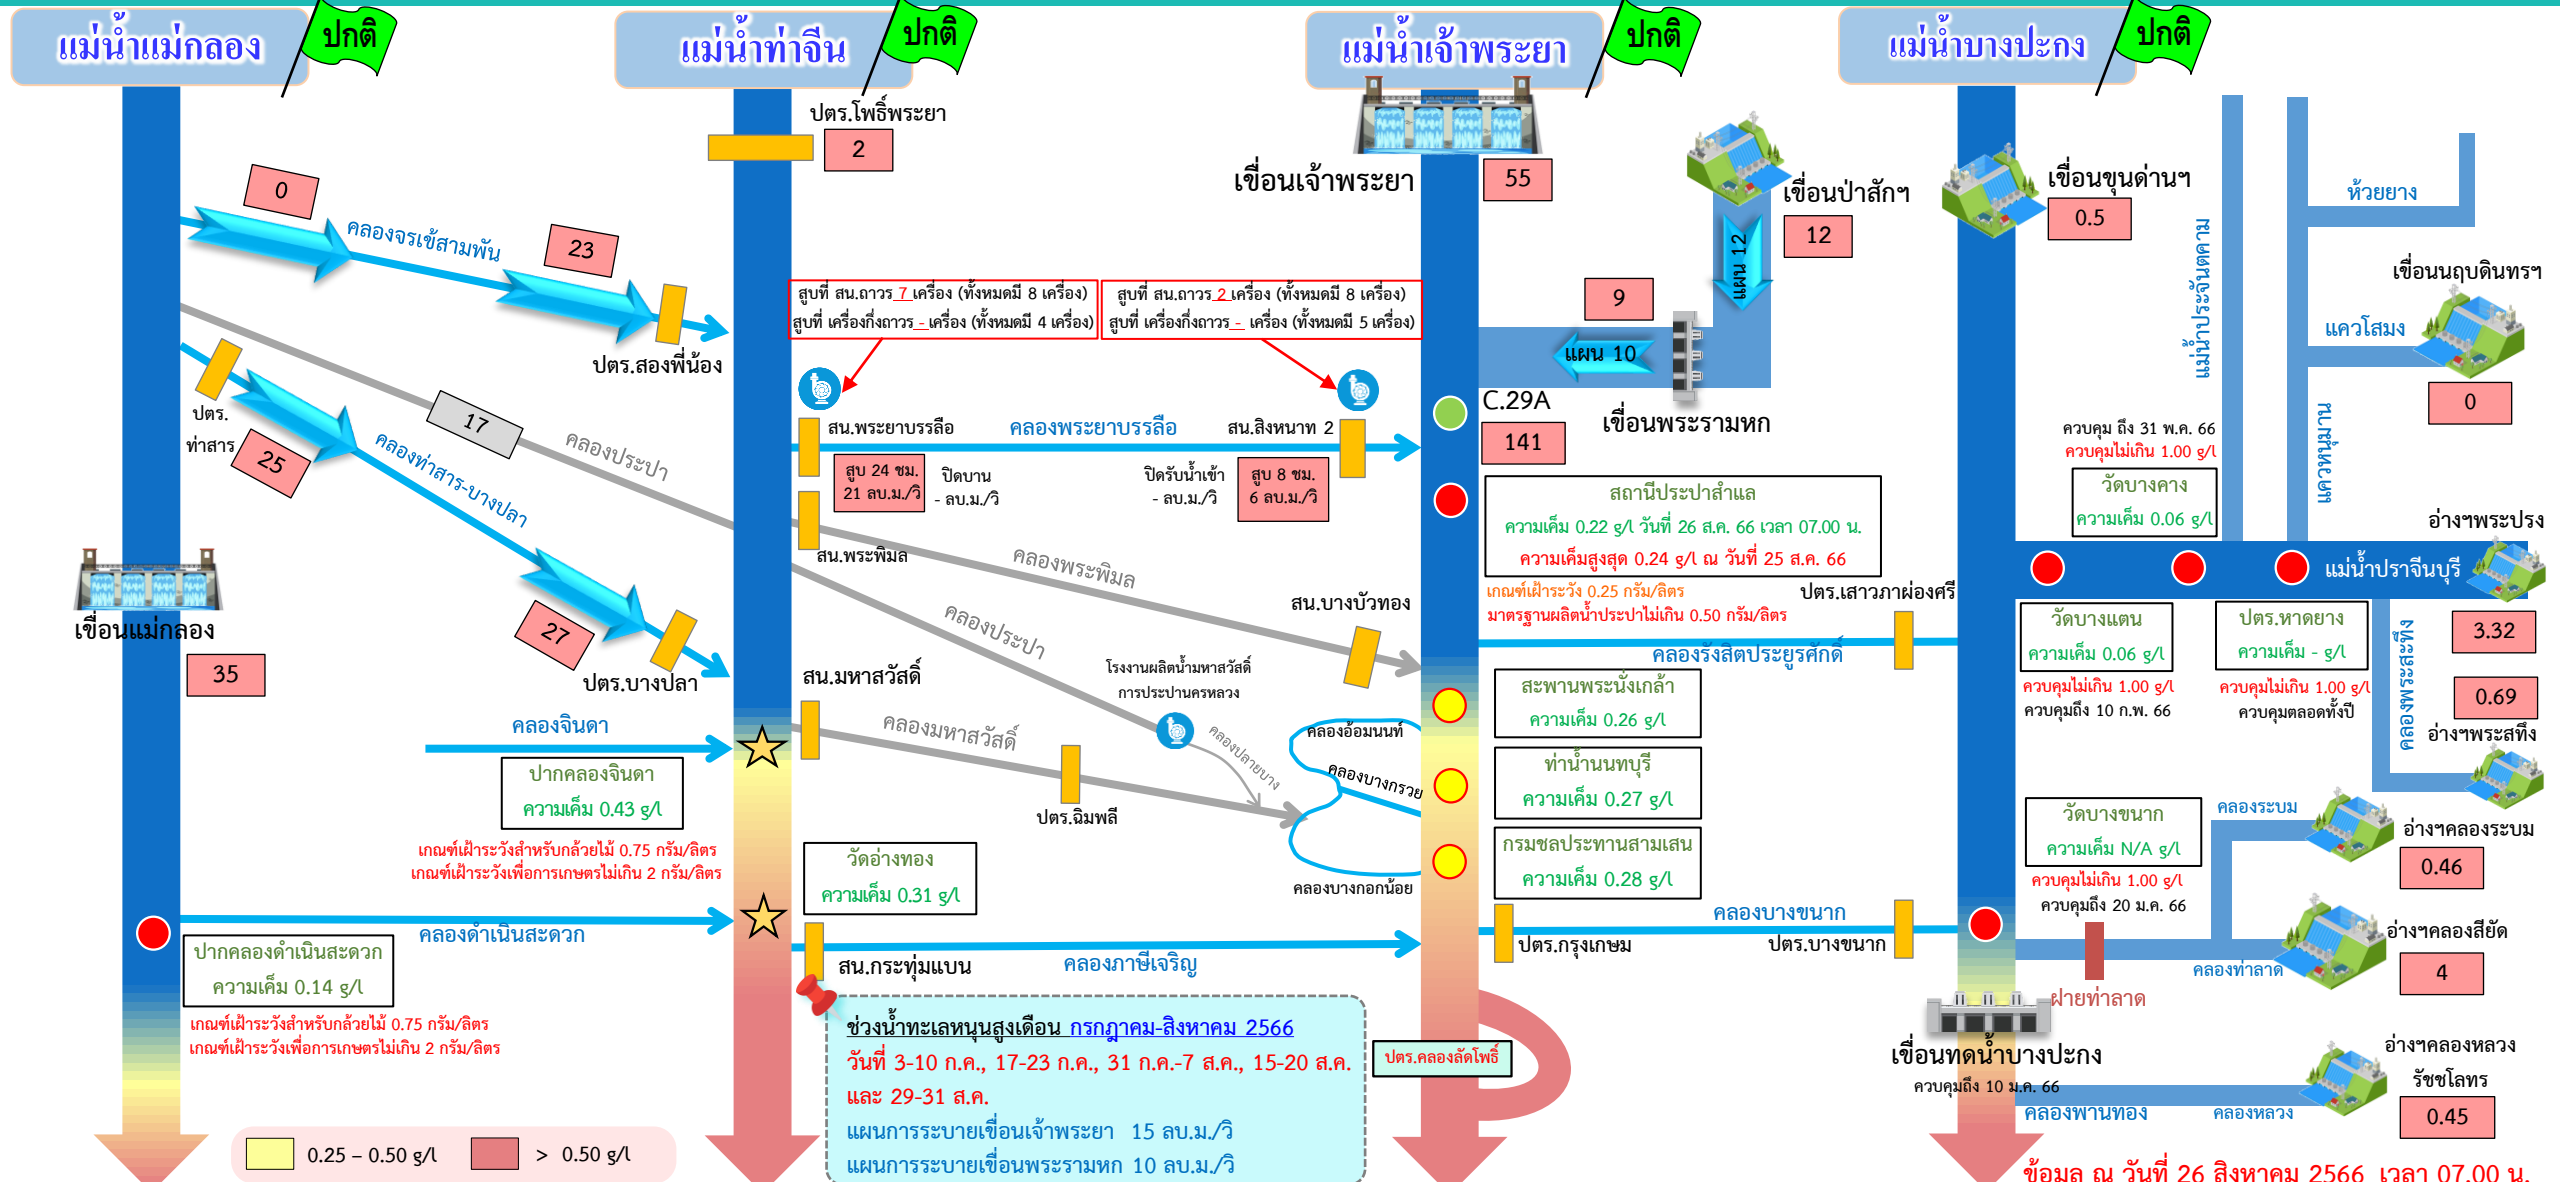 แม่น้ำแม่กลอง
ปกติ
แม่น้ำท่าจีน
ปกติ
แม่น้ำเจ้าพระยา
ปกติ
แม่น้ำบางปะกง
ปกติ
0
คลองจรเข้สามพัน
23
ปตร.สองพี่น้อง
ปตร.
ท่าสาร
25
17
คลองประปา
คลองท่าสาร-บางปลา
27
ปตร.บางปลา
เขื่อนแม่กลอง
35
คลองจินดา
ปากคลองจินดา
ความเค็ม 0.43 g/l
เกณฑ์เฝ้าระวังสำหรับกล้วยไม้ 0.75 กรัม/ลิตร
เกณฑ์เฝ้าระวังเพื่อการเกษตรไม่เกิน 2 กรัม/ลิตร
คลองดำเนินสะดวก
ปากคลองดำเนินสะดวก
ความเค็ม 0.14 g/l
เกณฑ์เฝ้าระวังสำหรับกล้วยไม้ 0.75 กรัม/ลิตร
เกณฑ์เฝ้าระวังเพื่อการเกษตรไม่เกิน 2 กรัม/ลิตร
0.25 – 0.50 g/l
> 0.50 g/l
ปตร.โพธิ์พระยา
2
สูบที่ สน.ถาวร 7 เครื่อง (ทั้งหมดมี 8 เครื่อง)
สูบที่ เครื่องกึ่งถาวร - เครื่อง (ทั้งหมดมี 4 เครื่อง)
สูบที่ สน.ถาวร 2 เครื่อง (ทั้งหมดมี 8 เครื่อง)
สูบที่ เครื่องกึ่งถาวร - เครื่อง (ทั้งหมดมี 5 เครื่อง)
สน.พระยาบรรลือ
คลองพระยาบรรลือ
สน.สิงหนาท 2
สูบ 24 ชม.
21 ลบ.ม./วิ
ปิดบาน
- ลบ.ม./วิ
ปิดรับน้ำเข้า
- ลบ.ม./วิ
สูบ 8 ชม.
6 ลบ.ม./วิ
สน.พระพิมล
คลองพระพิมล
สน.บางบัวทอง
คลองประปา
โรงงานผลิตน้ำมหาสวัสดิ์
การประปานครหลวง
สน.มหาสวัสดิ์
คลองมหาสวัสดิ์
คลองปลายบาง
ปตร.ฉิมพลี
คลองอ้อมนนท์
คลองบางกรวย
คลองบางกอกน้อย
วัดอ่างทอง
ความเค็ม 0.31 g/l
สน.กระทุ่มแบน
คลองภาษีเจริญ
ช่วงน้ำทะเลหนุนสูงเดือน กรกฎาคม-สิงหาคม 2566
วันที่ 3-10 ก.ค., 17-23 ก.ค., 31 ก.ค.-7 ส.ค., 15-20 ส.ค.
และ 29-31 ส.ค.
แผนการระบายเขื่อนเจ้าพระยา 15 ลบ.ม./วิ
แผนการระบายเขื่อนพระรามหก 10 ลบ.ม./วิ
เขื่อนเจ้าพระยา
55
เขื่อนป่าสักฯ
12
แผน 12
9
แผน 10
เขื่อนพระรามหก
C.29A
141
สถานีประปาสำแล
ความเค็ม 0.22 g/l วันที่ 26 ส.ค. 66 เวลา 07.00 น.
ความเค็มสูงสุด 0.24 g/l ณ วันที่ 25 ส.ค. 66
เกณฑ์เฝ้าระวัง 0.25 กรัม/ลิตร
มาตรฐานผลิตน้ำประปาไม่เกิน 0.50 กรัม/ลิตร
ปตร.เสาวภาผ่องศรี
คลองรังสิตประยูรศักดิ์
สะพานพระนั่งเกล้า
ความเค็ม 0.26 g/l
ท่าน้ำนนทบุรี
ความเค็ม 0.27 g/l
กรมชลประทานสามเสน
ความเค็ม 0.28 g/l
ปตร.กรุงเกษม
คลองบางขนาก
ปตร.บางขนาก
ปตร.คลองลัดโพธิ์
เขื่อนขุนด่านฯ
0.5
แม่น้ำประจันตคาม
ห้วยยาง
เขื่อนนฤบดินทรฯ
แควโสมง
0
แควหนุมาน
ควบคุม ถึง 31 พ.ค. 66
ควบคุมไม่เกิน 1.00 g/l
วัดบางคาง
ความเค็ม 0.06 g/l
อ่างฯพระปรง
แม่น้ำปราจีนบุรี
3.32
วัดบางแตน
ความเค็ม 0.06 g/l
ควบคุมไม่เกิน 1.00 g/l
ควบคุมถึง 10 ก.พ. 66
ปตร.หาดยาง
ความเค็ม - g/l
ควบคุมไม่เกิน 1.00 g/l
ควบคุมตลอดทั้งปี
คลองพระสะทึง
0.69
อ่างฯพระสทึง
วัดบางขนาก
ความเค็ม N/A g/l
ควบคุมไม่เกิน 1.00 g/l
ควบคุมถึง 20 ม.ค. 66
คลองระบม
อ่างฯคลองระบม
0.46
อ่างฯคลองสียัด
4
คลองท่าลาด
ฝายท่าลาด
เขื่อนทดน้ำบางปะกง
ควบคุมถึง 10 ม.ค. 66
อ่างฯคลองหลวง
รัชชโลทร
0.45
คลองพานทอง
คลองหลวง
ข้อมูล ณ วันที่ 26 สิงหาคม 2566 เวลา 07.00 น.